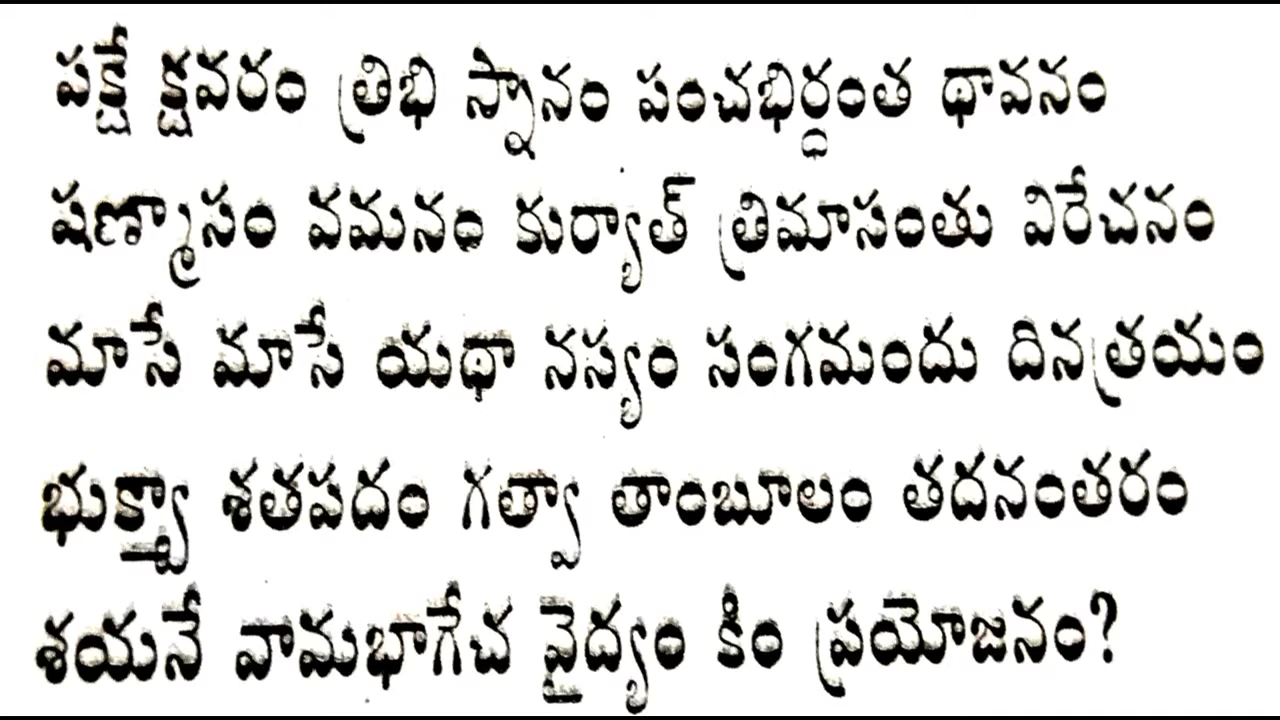 పక్షే క్షవరం త్రిభి స్నానం పంచభిర్దంత థావనం
షణ్మాసం వమనం కుర్యాత్ త్రిమాసంతు విరేచనం
మాసే మాసే యథా నస్యం సంగమందు దినత్రయం
భుక్త్వా శతపదం గత్వా తాంబూలం తదనంతరం
శయనే వామభాగేచ వైద్యం కిం ప్రయోజనం?